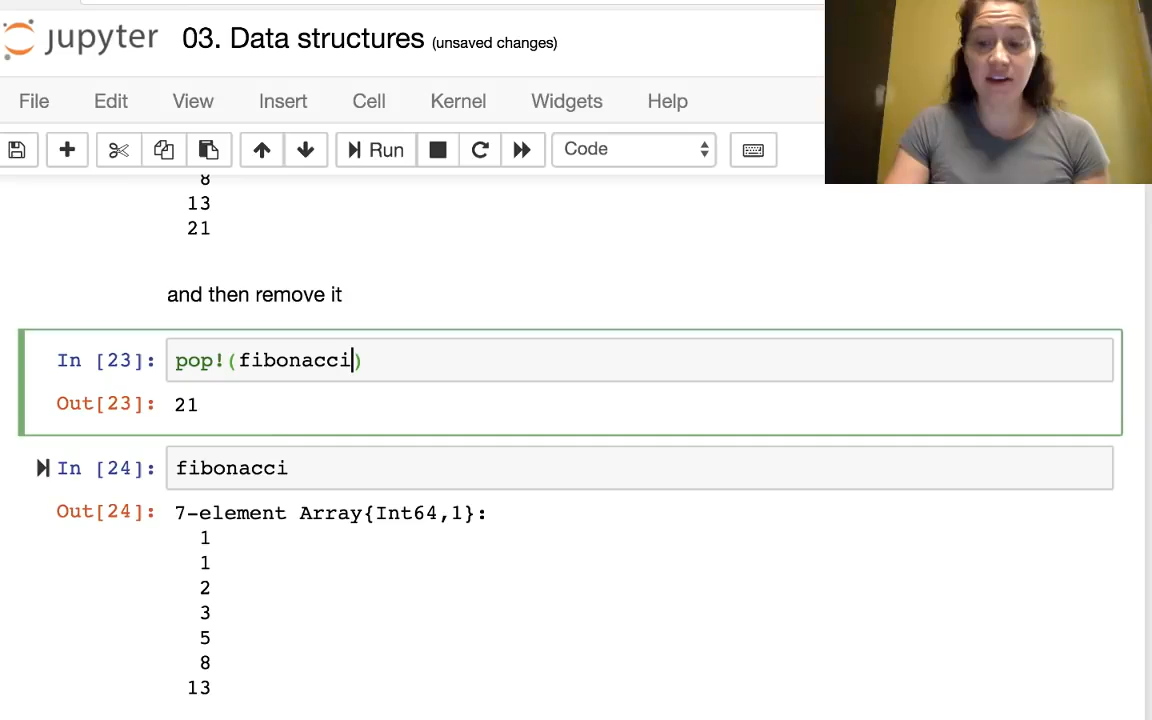 jupyter 03. Data structures (unsaved changes)
File Edit View Insert Cell Kernel Widgets Help
Run Code
8
13
21
and then remove it
In [23]: pop!(fibonacci)
Out[23]: 21
In [24]: fibonacci
Out[24]: 7-element Array{Int64,1}:
1
1
2
3
5
8
13